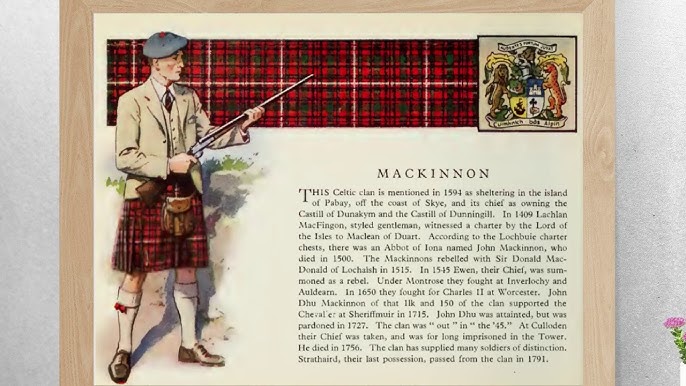 Cuimhnich bas Alpin
MACKINNON
THIS Celtic clan is mentioned in 1594 as sheltering in the island
of Pabay, off the coast of Skye, and its chief as owning the
Castill of Dunakym and the Castill of Dunningill. In 1409 Lachlan
MacFingon, styled gentleman, witnessed a charter by the Lord of
the Isles to Maclean of Duart. According to the Lochbuie charter
chests, there was an Abbot of Iona named John Mackinnon, who
died in 1500. The Mackinnons rebelled with Sir Donald Mac-
Donald of Lochalsh in 1515. In 1545 Ewen, their Chief, was sum-
moned as a rebel. Under Montrose they fought at Inverlochy and
Auldearn. In 1650 they fought for Charles II at Worcester. John
Dhu Mackinnon of that Ilk and 150 of the clan supported the
Chevalier at Sheriffmuir in 1715. John Dhu was attainted, but was
pardoned in 1727. The clan was “ out ” in “ the '45.” At Culloden
their Chief was taken, and was for long imprisoned in the Tower.
He died in 1756. The clan has supplied many soldiers of distinction.
Strathaird, their last possession, passed from the clan in 1791.